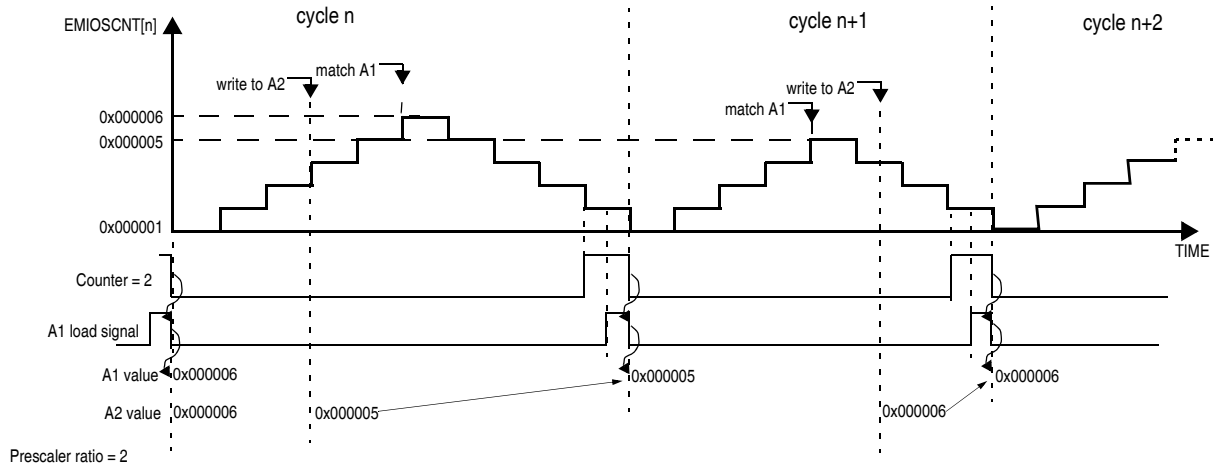 cycle n
cycle n+1
cycle n+2
EMIOSCNT[n]
write to A2
match A1
match A1
write to A2
0x000006
0x000005
0x000001
TIME
Counter = 2
A1 load signal
A1 value 0x000006 0x000005 0x000006
A2 value 0x000006 0x000005 0x000006
Prescaler ratio = 2